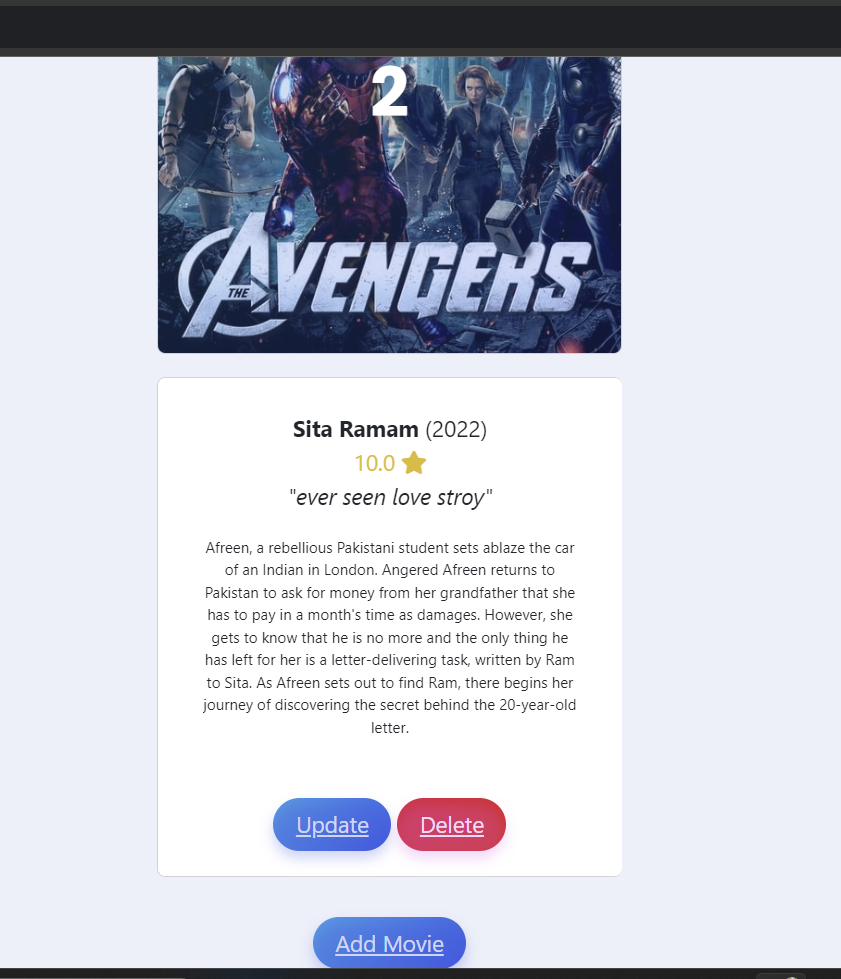 2
THE AVENGERS
Sita Ramam (2022)
10.0
"ever seen love stroy"
Afreen, a rebellious Pakistani student sets ablaze the car
of an Indian in London. Angered Afreen returns to
Pakistan to ask for money from her grandfather that she
has to pay in a month's time as damages. However, she
gets to know that he is no more and the only thing he
has left for her is a letter-delivering task, written by Ram
to Sita. As Afreen sets out to find Ram, there begins her
journey of discovering the secret behind the 20-year-old
letter.
Update Delete
Add Movie